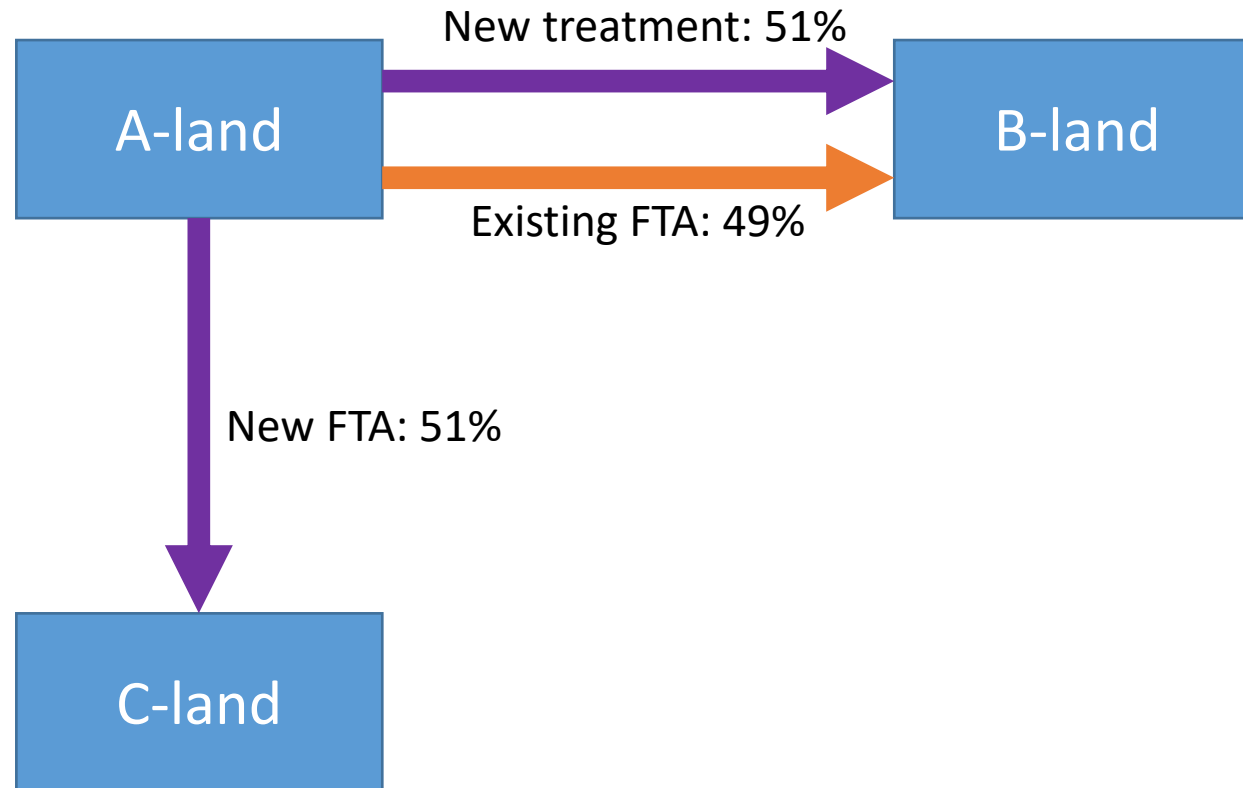 New treatment: 51%
A-land
B-land
Existing FTA: 49%
New FTA: 51%
C-land